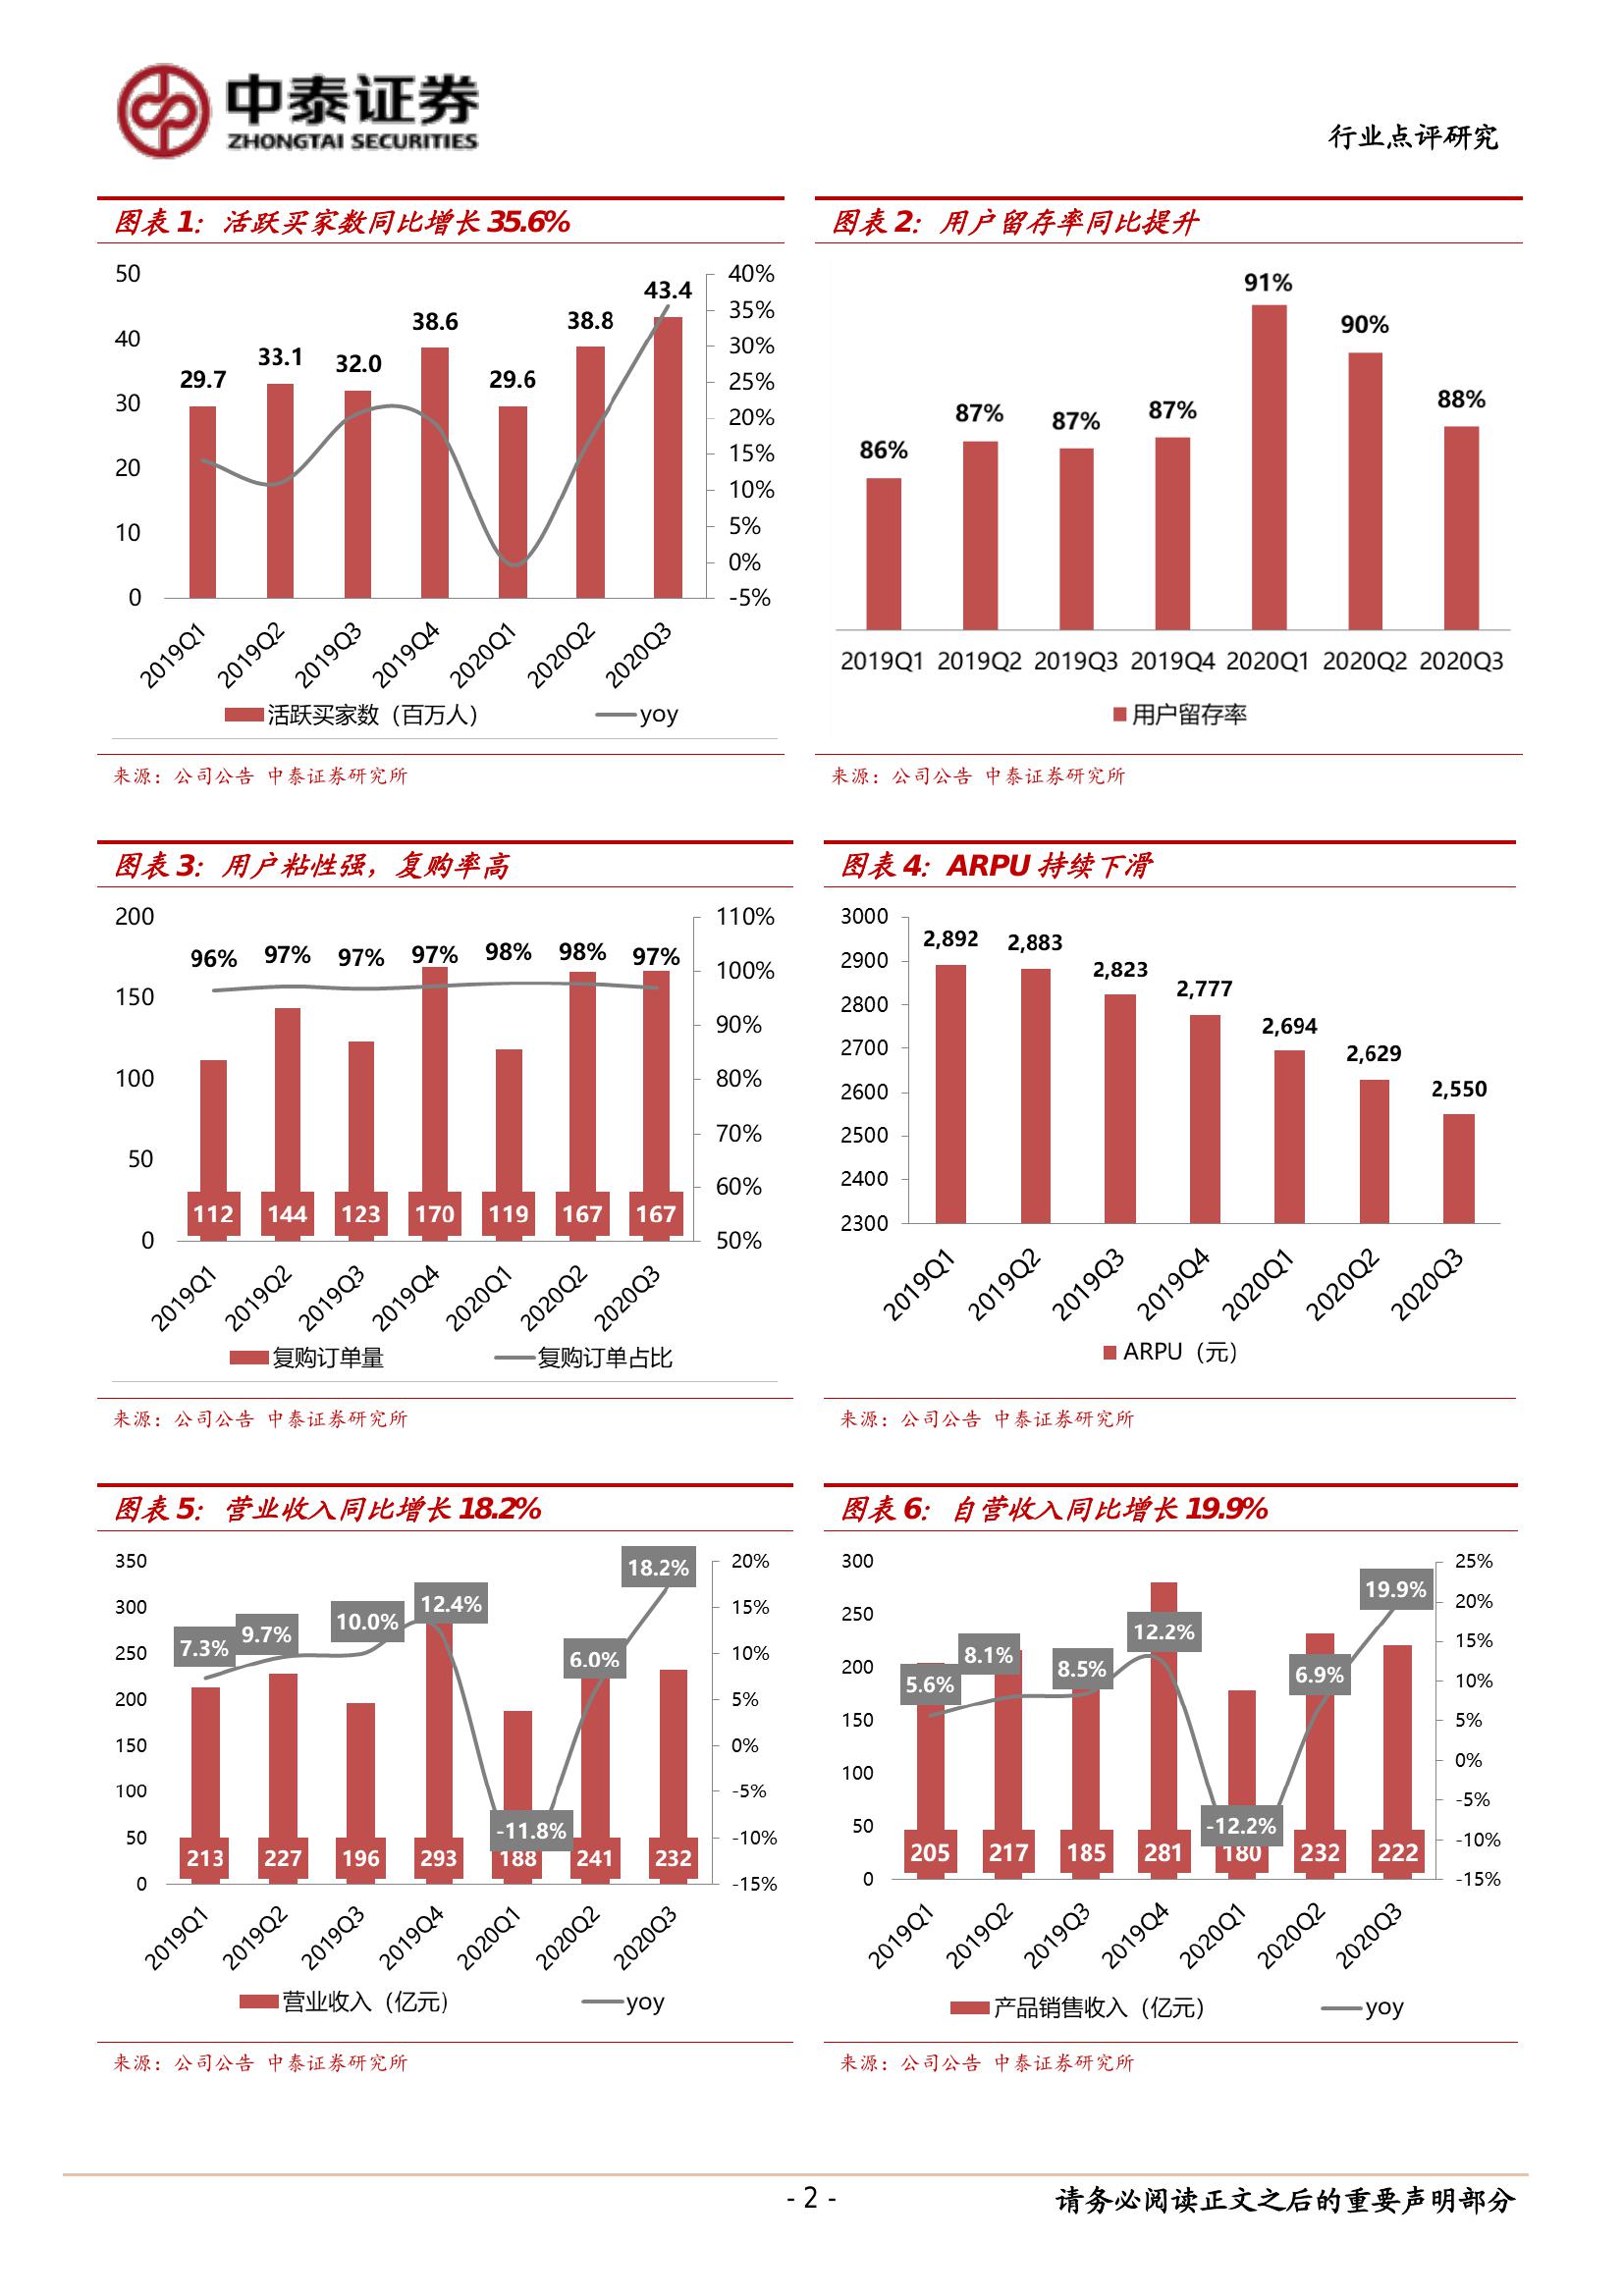 中泰证券
ZHONGTAI SECURITIES
行业点评研究
图表 1：活跃买家数同比增长 35.6%
50
40
30
20
10
0
40%
35%
30%
25%
20%
15%
10%
5%
0%
-5%
29.7
33.1
32.0
38.6
29.6
38.8
43.4
2019Q1
2019Q2
2019Q3
2019Q4
2020Q1
2020Q2
2020Q3
活跃买家数（百万人）
yoy
来源：公司公告 中泰证券研究所
图表 2：用户留存率同比提升
86%
87%
87%
87%
91%
90%
88%
2019Q1 2019Q2 2019Q3 2019Q4 2020Q1 2020Q2 2020Q3
用户留存率
来源：公司公告 中泰证券研究所
图表 3：用户粘性强，复购率高
200
150
100
50
0
110%
100%
90%
80%
70%
60%
50%
96% 97% 97% 97% 98% 98% 97%
112 144 123 170 119 167 167
2019Q1
2019Q2
2019Q3
2019Q4
2020Q1
2020Q2
2020Q3
复购订单量
复购订单占比
来源：公司公告 中泰证券研究所
图表 4：ARPU 持续下滑
3000
2900
2800
2700
2600
2500
2400
2300
2,892
2,883
2,823
2,777
2,694
2,629
2,550
2019Q1
2019Q2
2019Q3
2019Q4
2020Q1
2020Q2
2020Q3
ARPU（元）
来源：公司公告 中泰证券研究所
图表 5：营业收入同比增长 18.2%
350
300
250
200
150
100
50
0
20%
15%
10%
5%
0%
-5%
-10%
-15%
7.3%
9.7%
10.0%
12.4%
-11.8%
6.0%
18.2%
213 227 196 293 188 241 232
2019Q1
2019Q2
2019Q3
2019Q4
2020Q1
2020Q2
2020Q3
营业收入（亿元）
yoy
来源：公司公告 中泰证券研究所
图表 6：自营收入同比增长 19.9%
300
250
200
150
100
50
0
25%
20%
15%
10%
5%
0%
-5%
-10%
-15%
5.6%
8.1%
8.5%
12.2%
-12.2%
6.9%
19.9%
205 217 185 281 180 232 222
2019Q1
2019Q2
2019Q3
2019Q4
2020Q1
2020Q2
2020Q3
产品销售收入（亿元）
yoy
来源：公司公告 中泰证券研究所
- 2 -
请务必阅读正文之后的重要声明部分